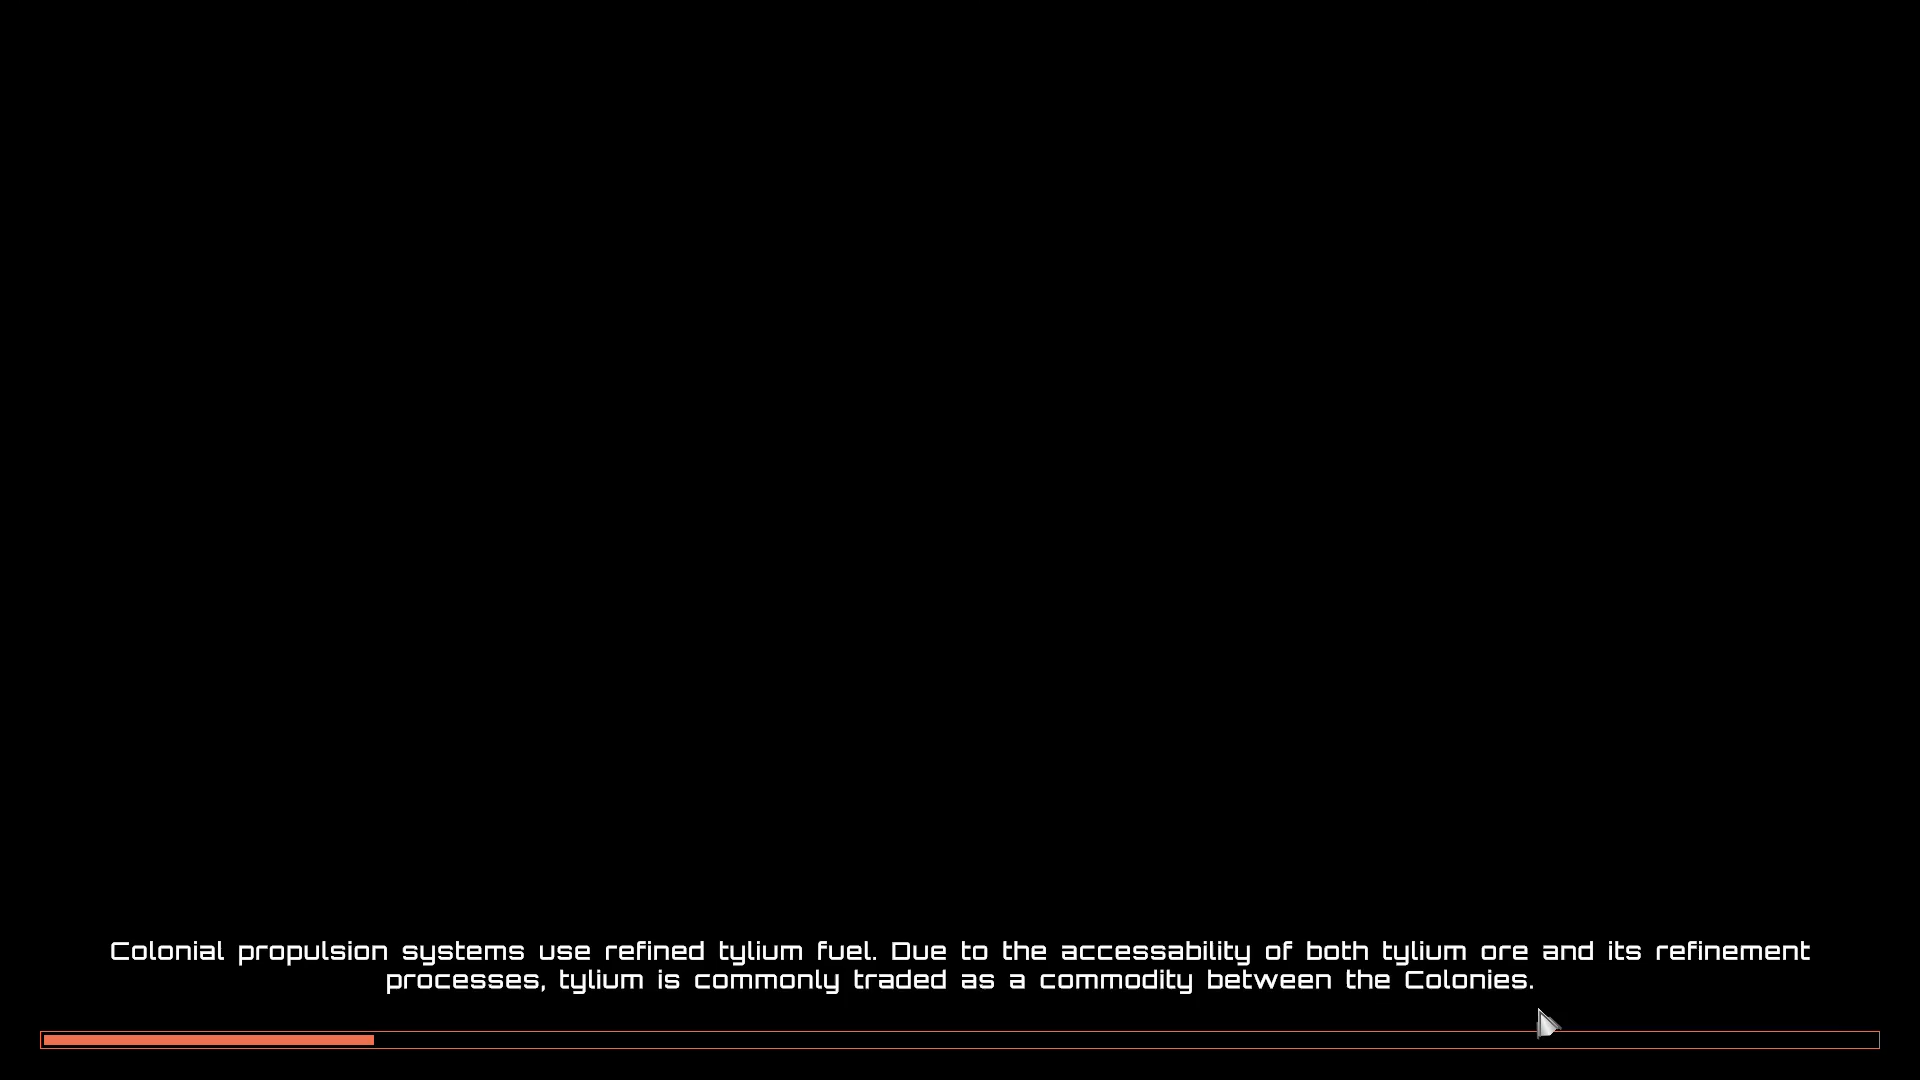 Colonial propulsion systems use refined tylium fuel. Due to the accessability of both tylium ore and its refinement
processes, tylium is commonly traded as a commodity between the Colonies.